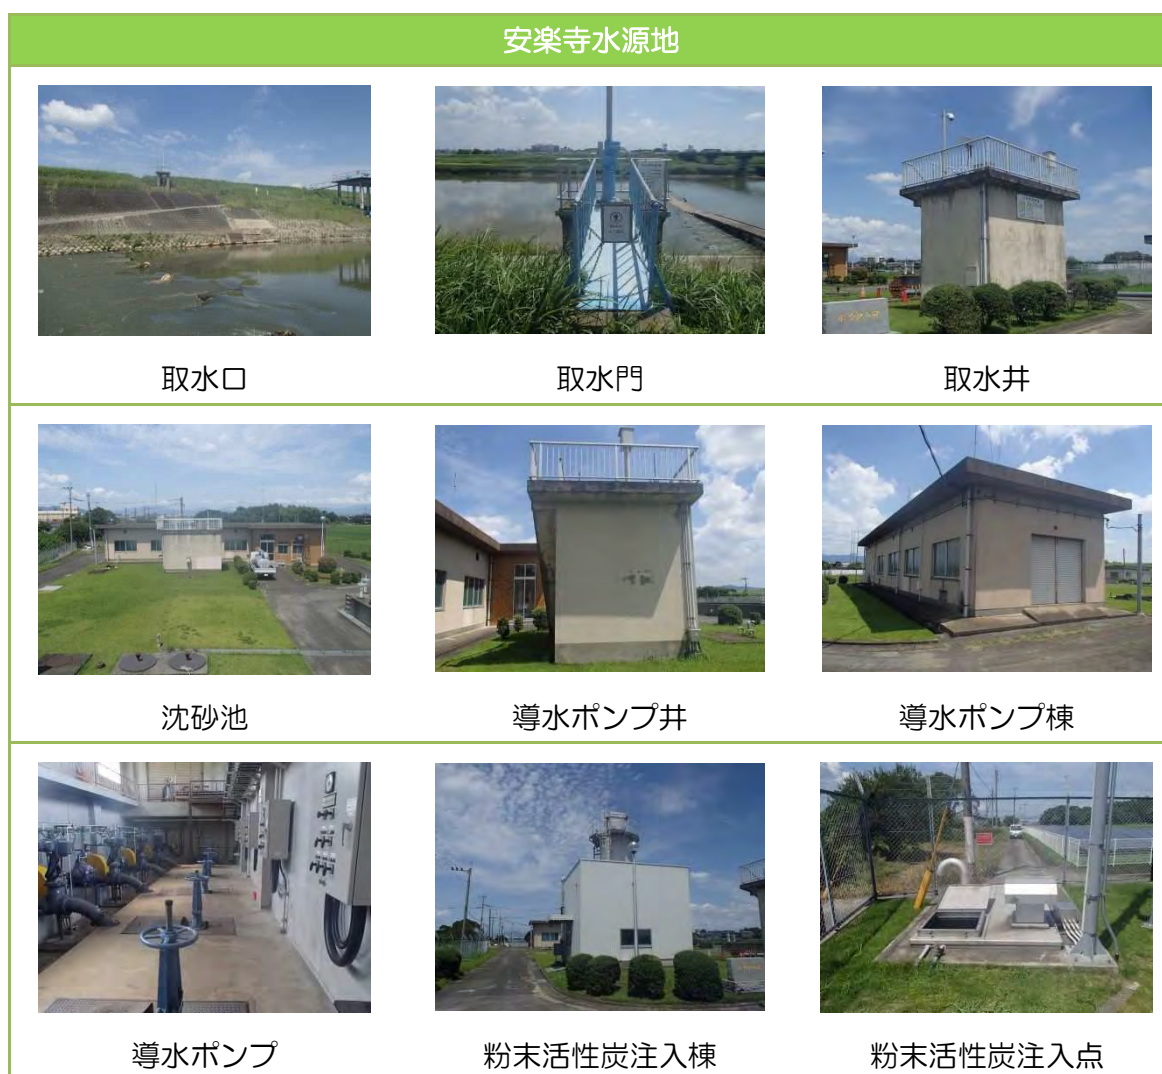 安楽寺水源地
取水口
取水門
取水井
沈砂池
導水ポンプ井
導水ポンプ棟
導水ポンプ
粉末活性炭注入棟
粉末活性炭注入点